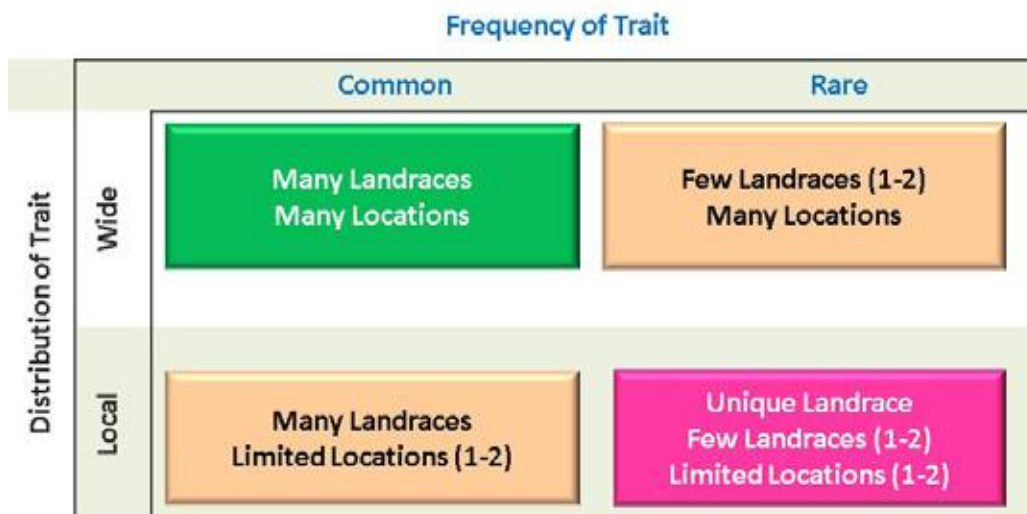 Frequency of Trait
Common
Rare
Distribution of Trait
Wide
Many Landraces
Many Locations
Few Landraces (1-2)
Many Locations
Local
Many Landraces
Limited Locations (1-2)
Unique Landrace
Few Landraces (1-2)
Limited Locations (1-2)